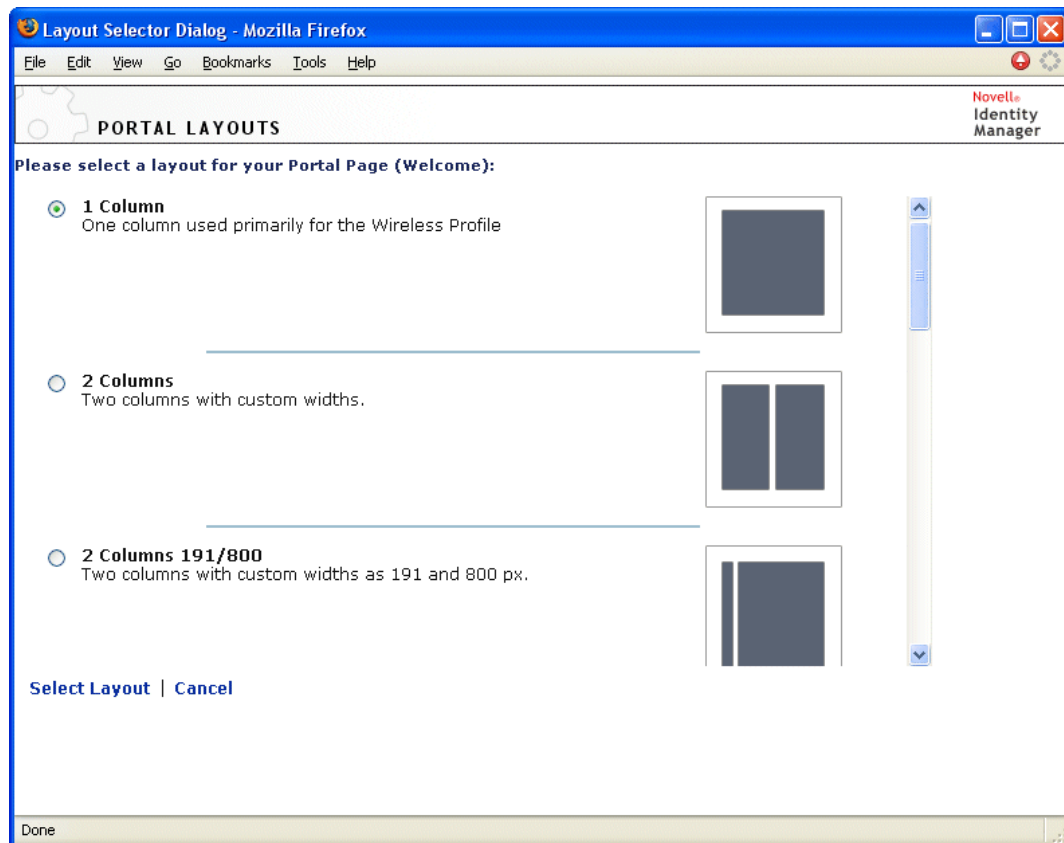 Layout Selector Dialog - Mozilla Firefox
File Edit View Go Bookmarks Tools Help
PORTAL LAYOUTS
Novell®
Identity
Manager
Please select a layout for your Portal Page (Welcome):
1 Column
One column used primarily for the Wireless Profile
2 Columns
Two columns with custom widths.
2 Columns 191/800
Two columns with custom widths as 191 and 800 px.
Select Layout | Cancel
Done